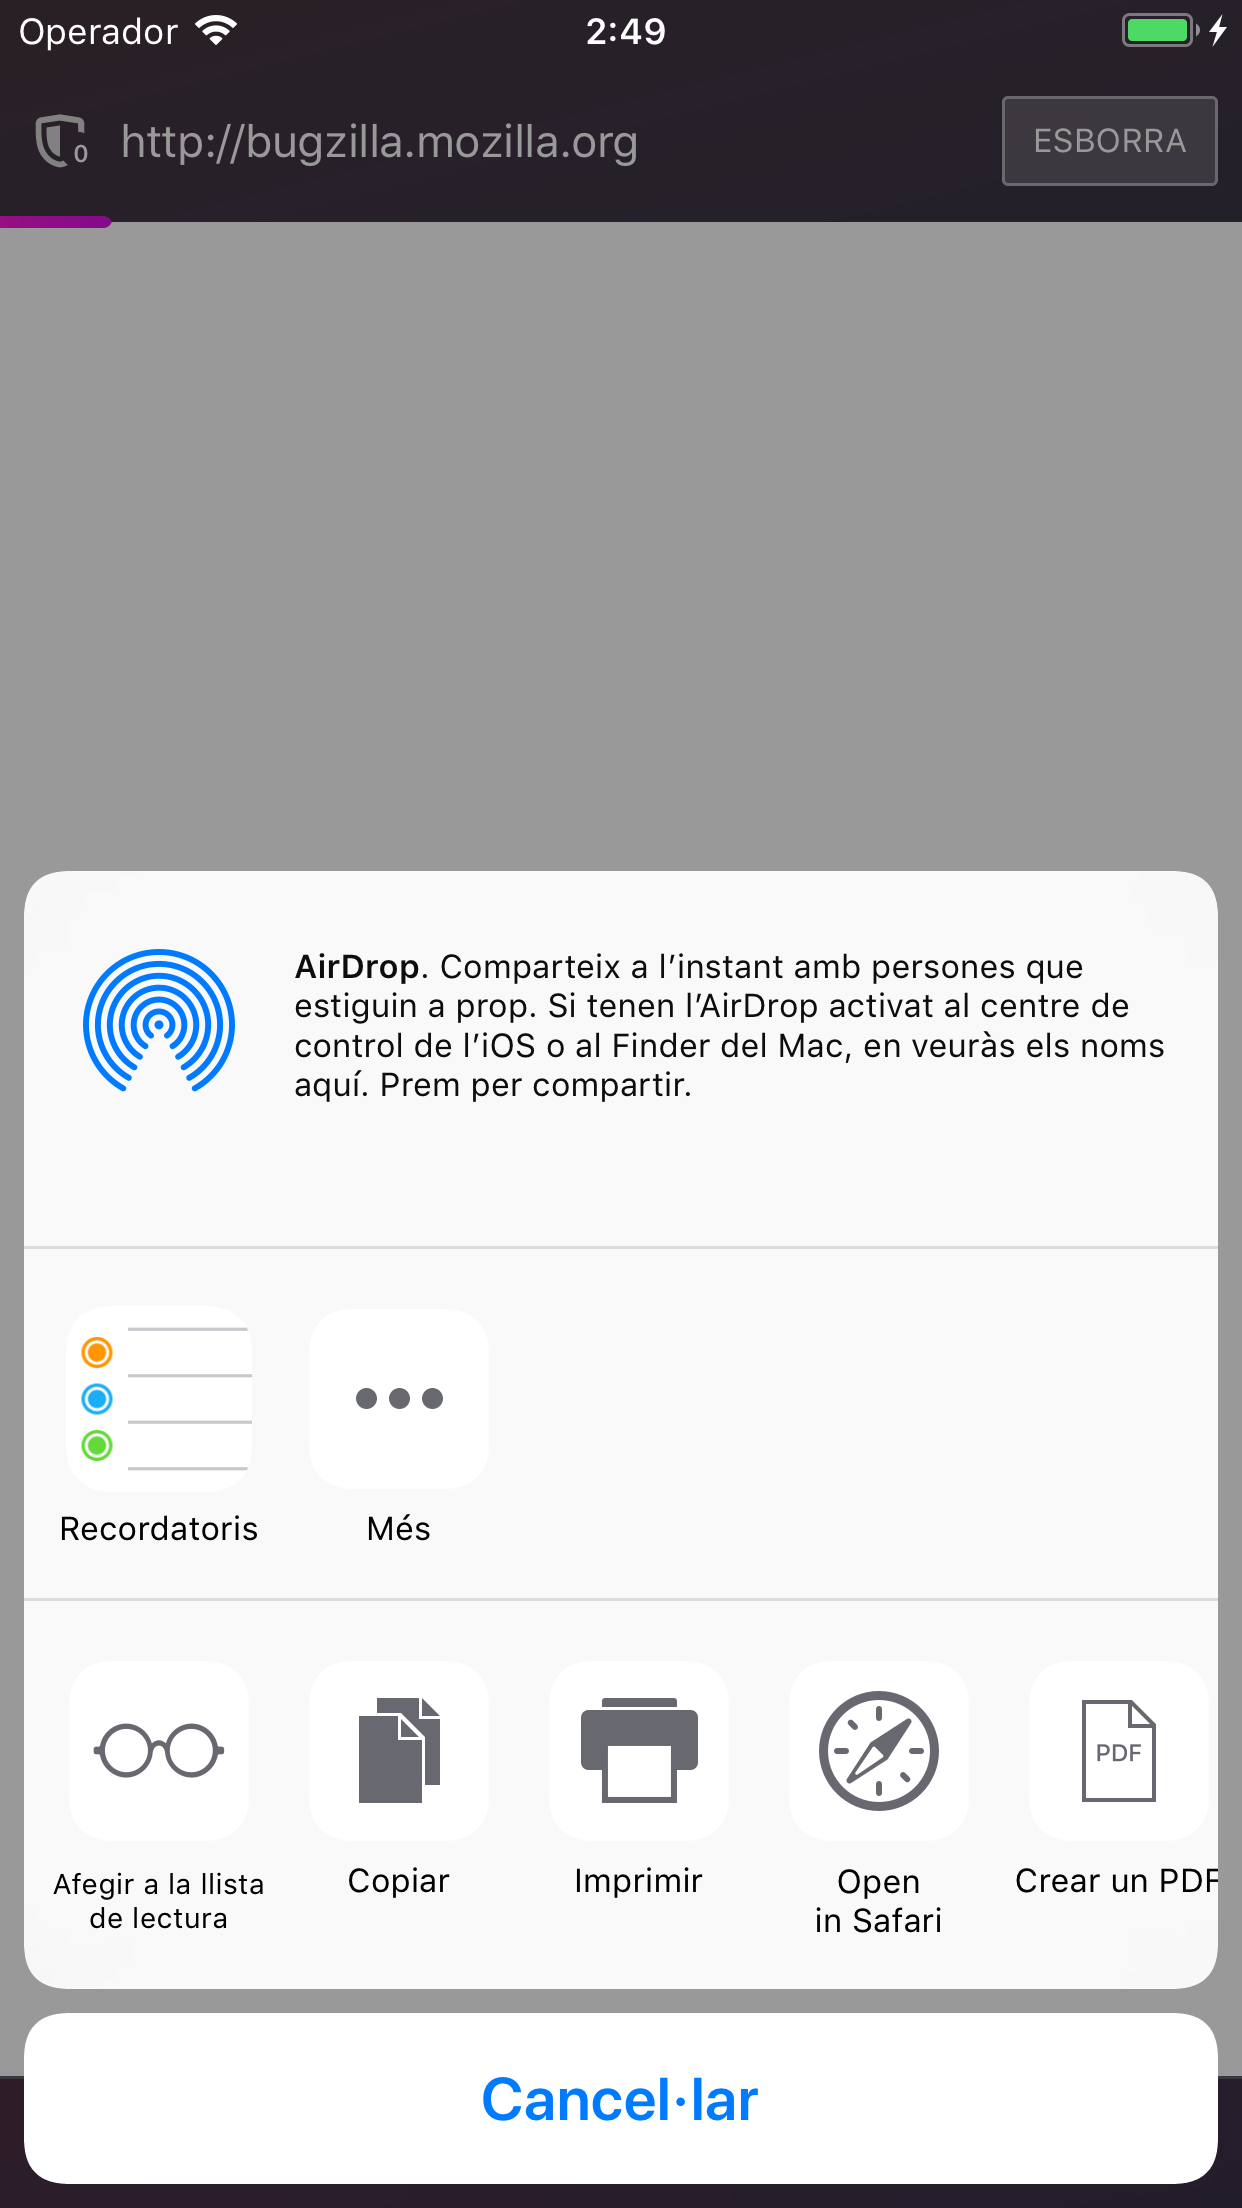 Operador
2:49
0
http://bugzilla.mozilla.org
ESBORRA
AirDrop. Comparteix a l’instant amb persones que
estiguin a prop. Si tenen l’AirDrop activat al centre de
control de l’iOS o al Finder del Mac, en veuràs els noms
aquí. Prem per compartir.
Recordatoris
Més
PDF
Afegir a la llista
de lectura
Copiar
Imprimir
Open
in Safari
Crear un PDF
Cancel·lar